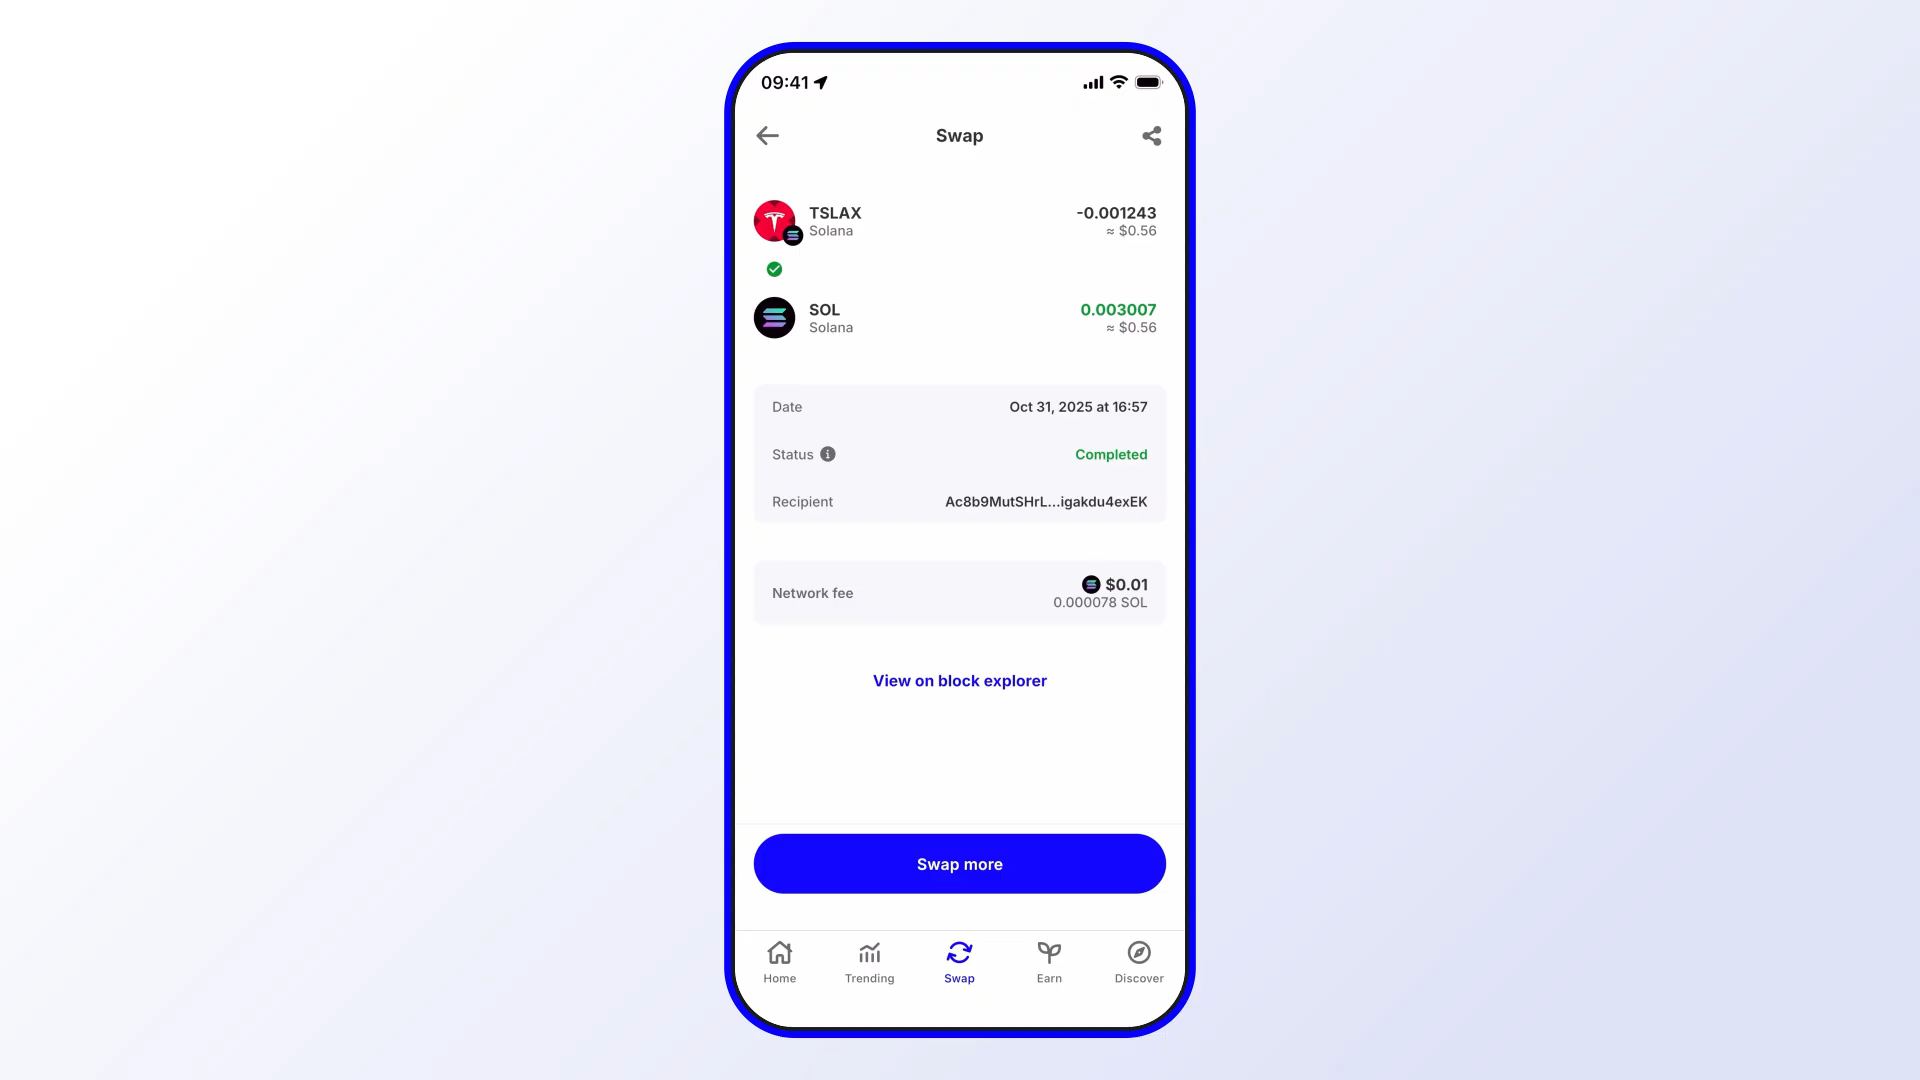 09:41
Swap
TSLAX
-0.001243
Solana
≈ $0.56
SOL
0.003007
Solana
≈ $0.56
Date
Oct 31, 2025 at 16:57
Status
Completed
Recipient
Ac8b9MutSHrL...igakdu4exEK
Network fee
$0.01
0.000078 SOL
View on block explorer
Swap more
Home
Trending
Swap
Earn
Discover